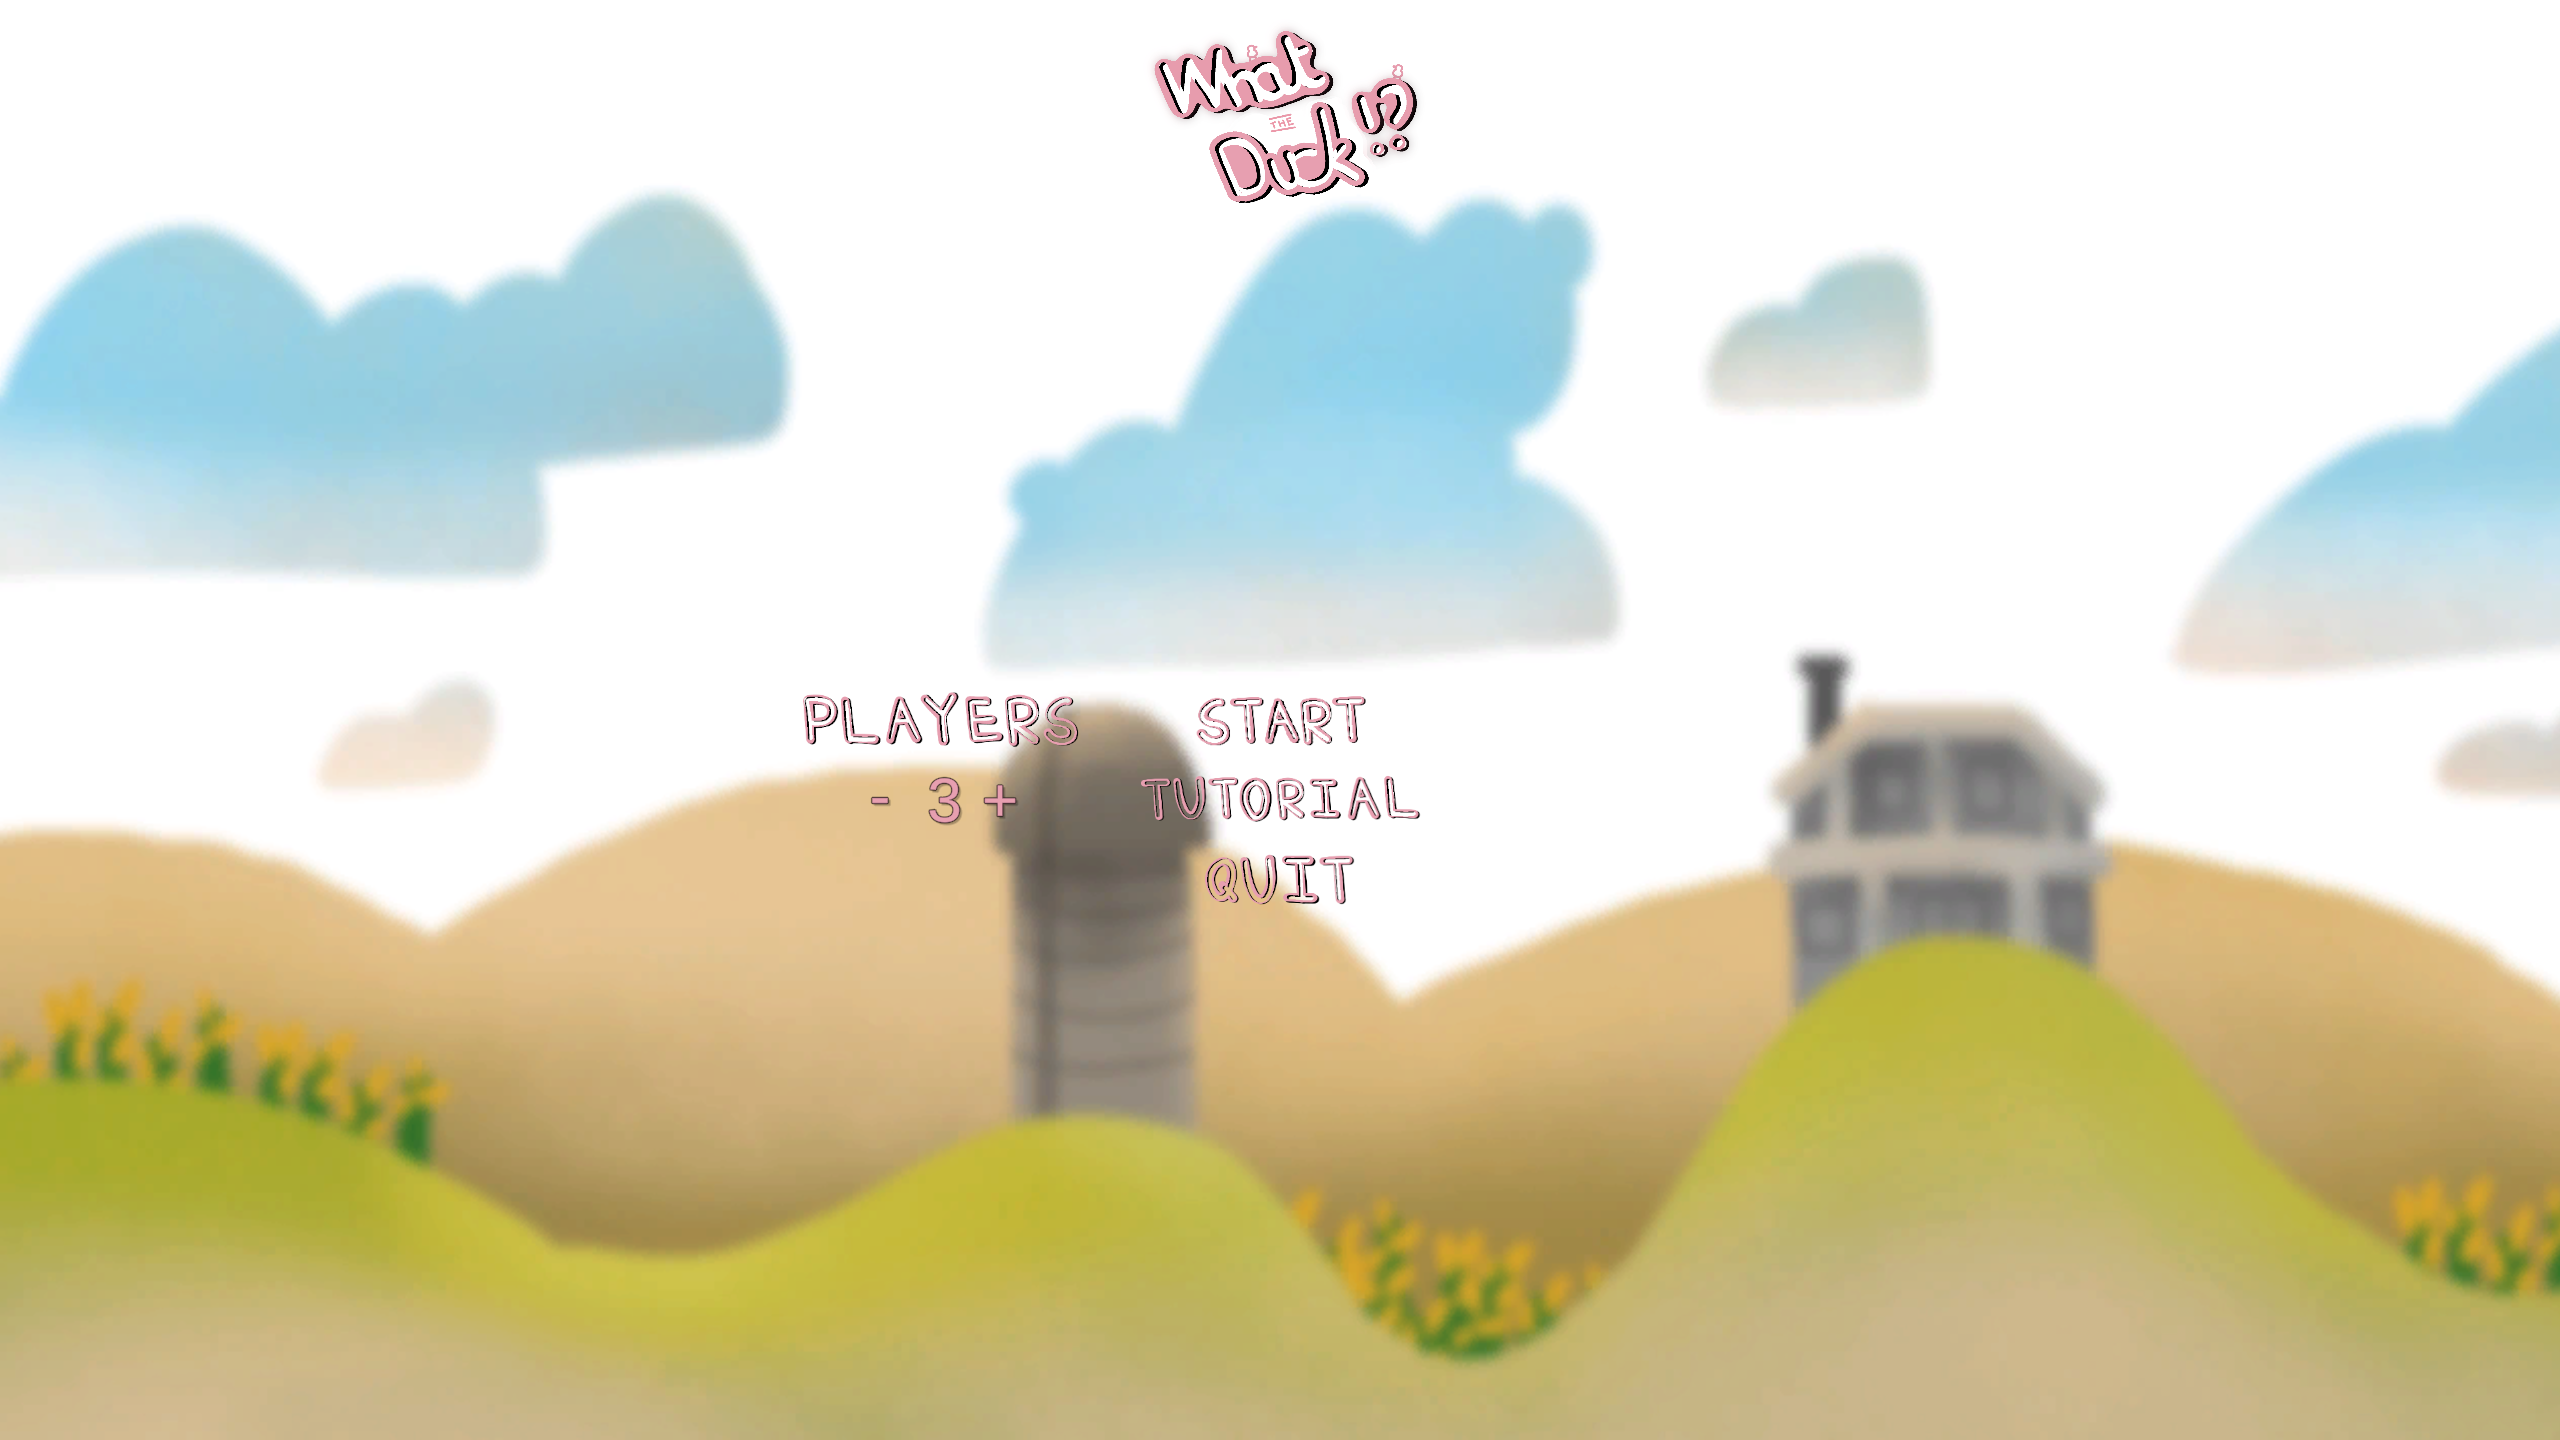 What
THE
Duck !?
PLAYERS
- 3 +
START
TUTORIAL
QUIT